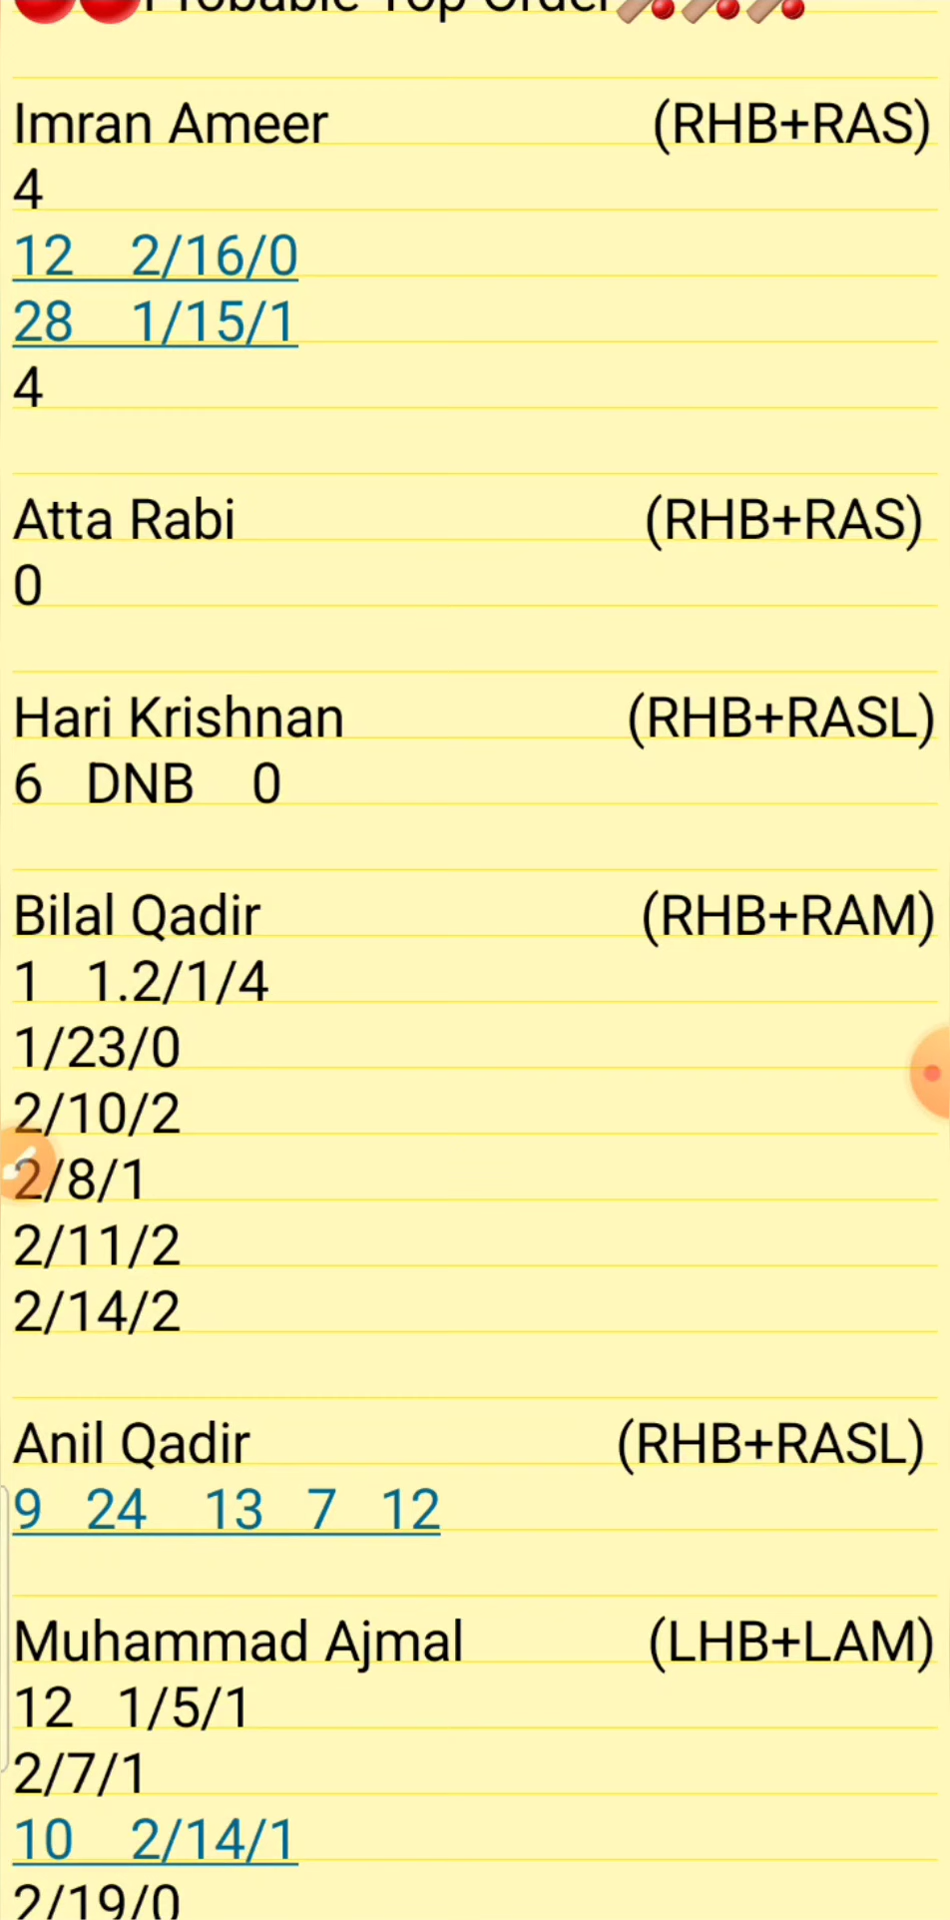 Probable Top Order
Imran Ameer (RHB+RAS)
4
12 2/16/0
28 1/15/1
4
Atta Rabi (RHB+RAS)
0
Hari Krishnan (RHB+RASL)
6 DNB 0
Bilal Qadir (RHB+RAM)
1 1.2/1/4
1/23/0
2/10/2
2/8/1
2/11/2
2/14/2
Anil Qadir (RHB+RASL)
9 24 13 7 12
Muhammad Ajmal (LHB+LAM)
12 1/5/1
2/7/1
10 2/14/1
2/19/0